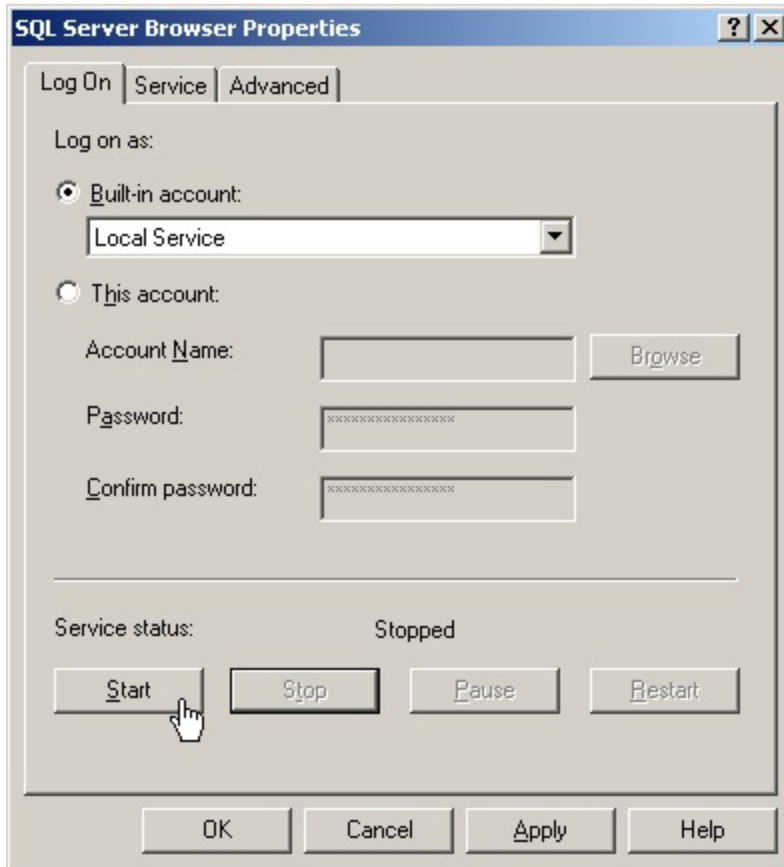 SQL Server Browser Properties
Log On Service Advanced
Log on as:
Built-in account:
Local Service
This account:
Account Name:
Browse
Password:
****************
Confirm password:
****************
Service status: Stopped
Start Stop Pause Restart
OK Cancel Apply Help